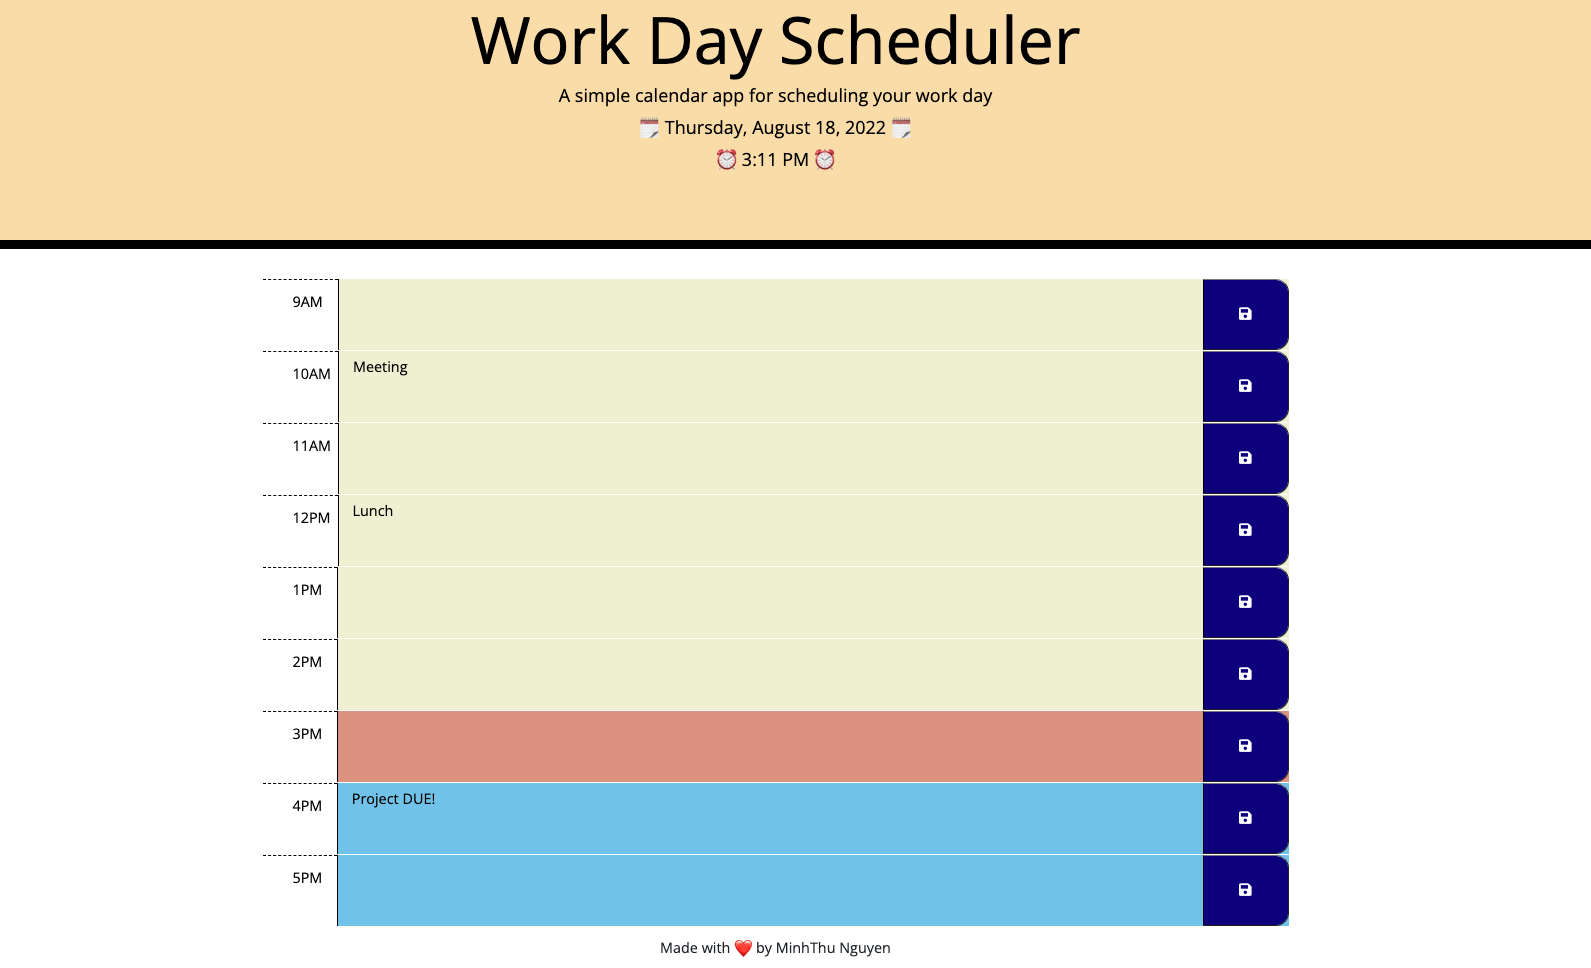 Work Day Scheduler
A simple calendar app for scheduling your work day
🗓 Thursday, August 18, 2022 🗓
⏰ 3:11 PM ⏰
9AM
10AM Meeting
11AM
12PM Lunch
1PM
2PM
3PM
4PM Project DUE!
5PM
Made with ❤️ by MinhThu Nguyen